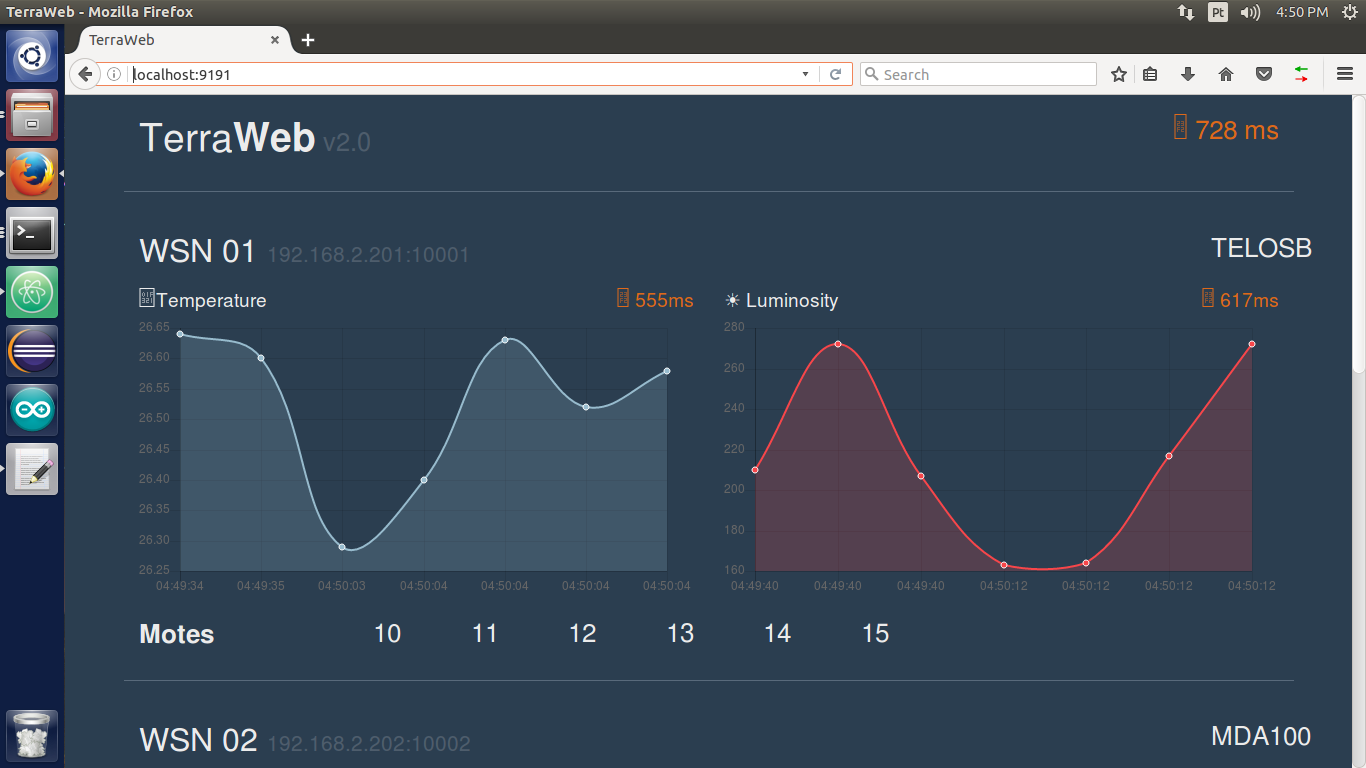 TerraWeb - Mozilla Firefox Pt 4:50 PM
TerraWeb
localhost:9191 Search
TerraWeb v2.0 728 ms
WSN 01 192.168.2.201:10001 TELOSB
Temperature 555ms
Luminosity 617ms
26.65
26.60
26.55
26.50
26.45
26.40
26.35
26.30
26.25
04:49:34 04:49:35 04:50:03 04:50:04 04:50:04 04:50:04 04:50:04
280
260
240
220
200
180
160
04:49:40 04:49:40 04:49:40 04:50:12 04:50:12 04:50:12 04:50:12
Motes 10 11 12 13 14 15
WSN 02 192.168.2.202:10002 MDA100